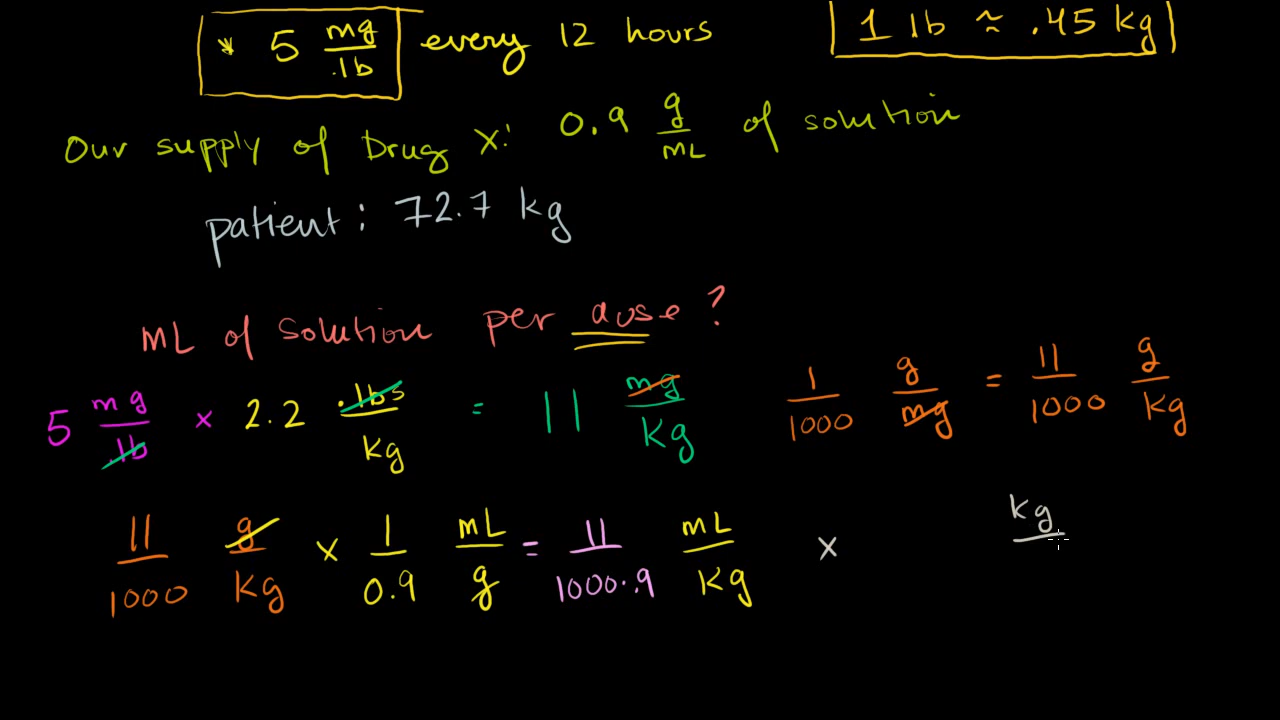 * 5 mg/.lb every 12 hours
1 lb ≈ .45 kg
Our supply of Drug X: 0.9 g/mL of solution
patient: 72.7 kg
mL of solution per dose?
5 mg/.lb × 2.2 .lbs/kg = 11 mg/kg 1/1000 g/mg = 11/1000 g/kg
11/1000 g/kg × 1/0.9 mL/g = 11/1000·.9 mL/kg × kg